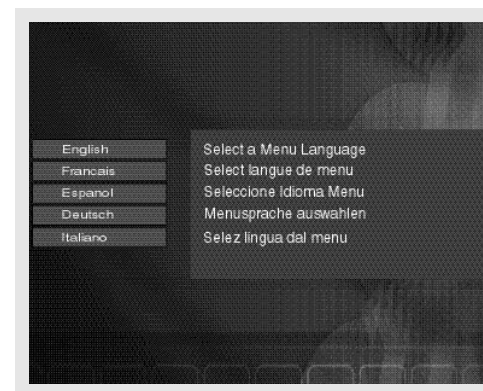 English
Francais
Espanol
Deutsch
Italiano
Select a Menu Language
Select langue de menu
Seleccione Idioma Menu
Menusprache auswahlen
Selez lingua dal menu